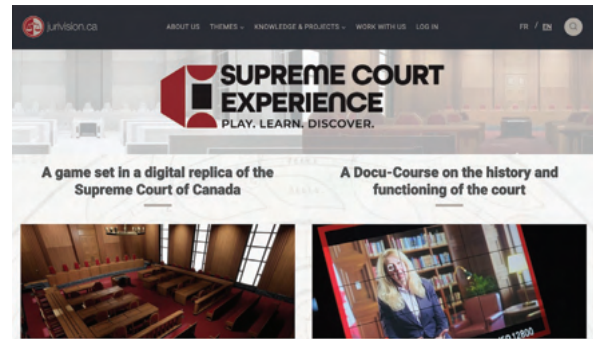 jurivision.ca
ABOUT US THEMES KNOWLEDGE & PROJECTS WORK WITH US LOG IN
FR / EN
SUPREME COURT
EXPERIENCE
PLAY. LEARN. DISCOVER.
A game set in a digital replica of the
Supreme Court of Canada
A Docu-Course on the history and
functioning of the court
12800